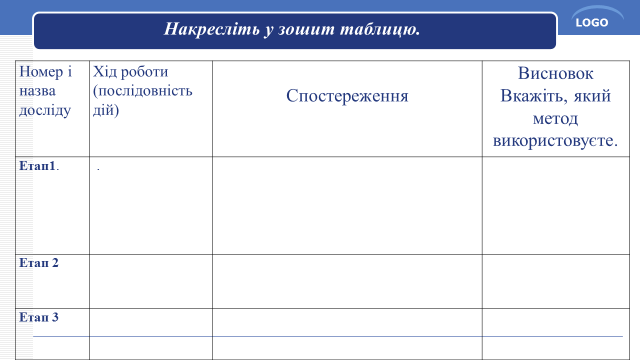 Накресліть у зошит таблицю.
LOGO
Номер і
назва
досліду
Хід роботи
(послідовність
дій)
Спостереження
Висновок
Вкажіть, який
метод
використовуєте.
Етап1.
.
Етап 2
Етап 3